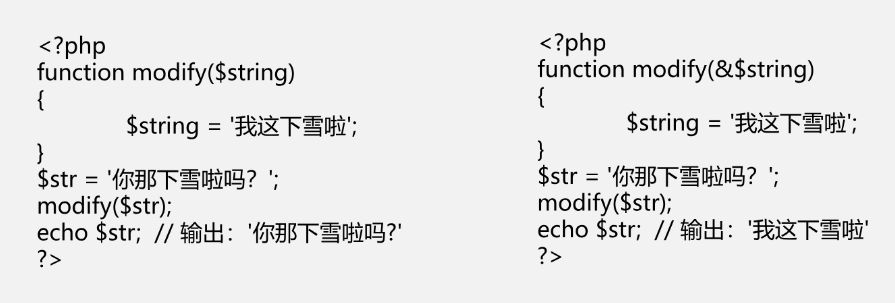 <?php
function modify($string)
{
$string = '我这下雪啦';
}
$str = '你那下雪啦吗？';
modify($str);
echo $str;  // 输出：'你那下雪啦吗?'
?>
<?php
function modify(&$string)
{
$string = '我这下雪啦';
}
$str = '你那下雪啦吗？';
modify($str);
echo $str;  // 输出：'我这下雪啦'
?>